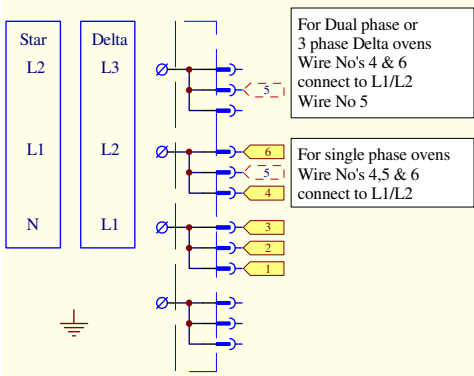 Star
L2
L1
N
Delta
L3
L2
L1
5
6
5
4
3
2
1
For Dual phase or
3 phase Delta ovens
Wire No's 4 & 6
connect to L1/L2
Wire No 5
For single phase ovens
Wire No's 4,5 & 6
connect to L1/L2